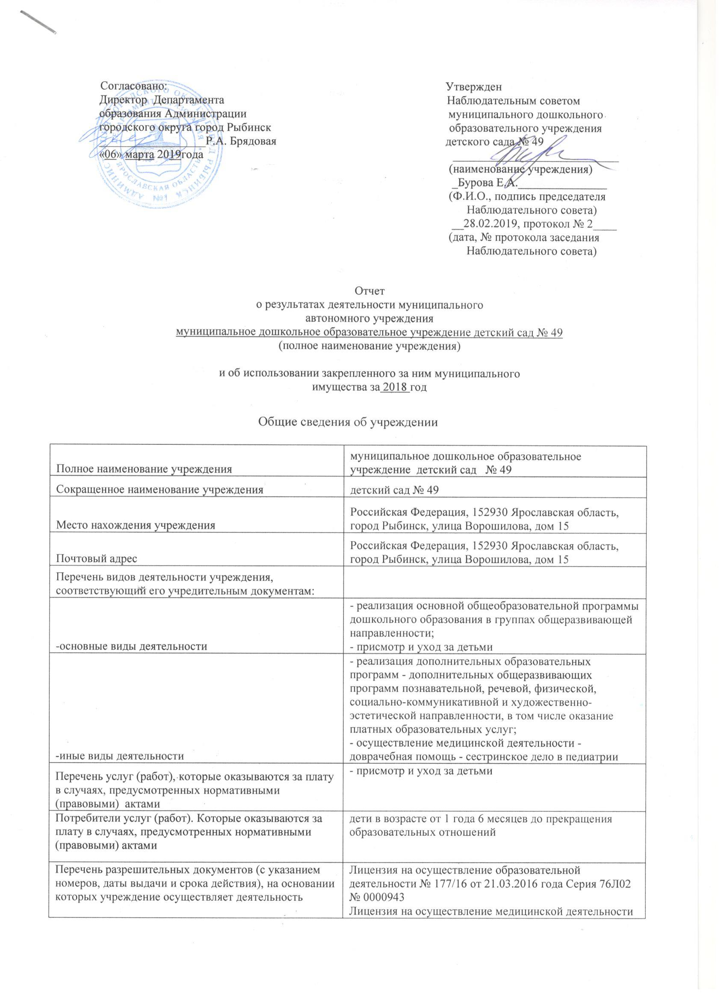 Согласовано:
Директор Департамента
образования Администрации
городского округа город Рыбинск
__________________Р.А. Брядовая
«06» марта 2019года
ЯРОСЛАВСКАЯ ОБЛАСТЬ
№1
Утвержден
Наблюдательным советом
муниципального дошкольного
образовательного учреждения
детского сада № 49
____________________________
(наименование учреждения)
_Бурова Е.А._______________
(Ф.И.О., подпись председателя
Наблюдательного совета)
__28.02.2019, протокол № 2____
(дата, № протокола заседания
Наблюдательного совета)
Отчет
о результатах деятельности муниципального
автономного учреждения
муниципальное дошкольное образовательное учреждение детский сад № 49
(полное наименование учреждения)
и об использовании закрепленного за ним муниципального
имущества за 2018 год
Общие сведения об учреждении
Полное наименование учреждения
муниципальное дошкольное образовательное
учреждение детский сад № 49
Сокращенное наименование учреждения
детский сад № 49
Место нахождения учреждения
Российская Федерация, 152930 Ярославская область,
город Рыбинск, улица Ворошилова, дом 15
Почтовый адрес
Российская Федерация, 152930 Ярославская область,
город Рыбинск, улица Ворошилова, дом 15
Перечень видов деятельности учреждения,
соответствующий его учредительным документам:
-основные виды деятельности
- реализация основной общеобразовательной программы
дошкольного образования в группах общеразвивающей
направленности;
- присмотр и уход за детьми
-иные виды деятельности
- реализация дополнительных образовательных
программ - дополнительных общеразвивающих
программ познавательной, речевой, физической,
социально-коммуникативной и художественно-
эстетической направленности, в том числе оказание
платных образовательных услуг;
- осуществление медицинской деятельности -
доврачебная помощь - сестринское дело в педиатрии
Перечень услуг (работ), которые оказываются за плату
в случаях, предусмотренных нормативными
(правовыми) актами
- присмотр и уход за детьми
Потребители услуг (работ). Которые оказываются за
плату в случаях, предусмотренных нормативными
(правовыми) актами
дети в возрасте от 1 года 6 месяцев до прекращения
образовательных отношений
Перечень разрешительных документов (с указанием
номеров, даты выдачи и срока действия), на основании
которых учреждение осуществляет деятельность
Лицензия на осуществление образовательной
деятельности № 177/16 от 21.03.2016 года Серия 76Л02
№ 0000943
Лицензия на осуществление медицинской деятельности